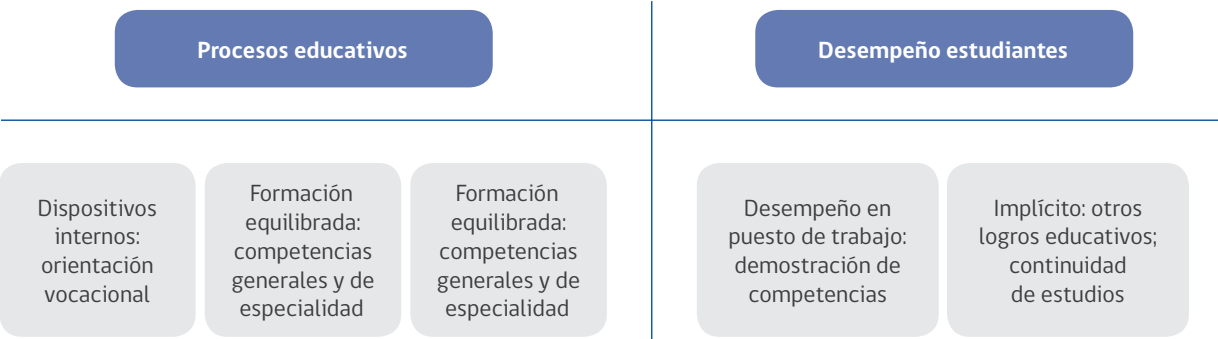 Procesos educativos
Desempeño estudiantes
Dispositivos
internos:
orientación
vocacional
Formación
equilibrada:
competencias
generales y de
especialidad
Formación
equilibrada:
competencias
generales y de
especialidad
Desempeño en
puesto de trabajo:
demostración de
competencias
Implícito: otros
logros educativos;
continuidad
de estudios